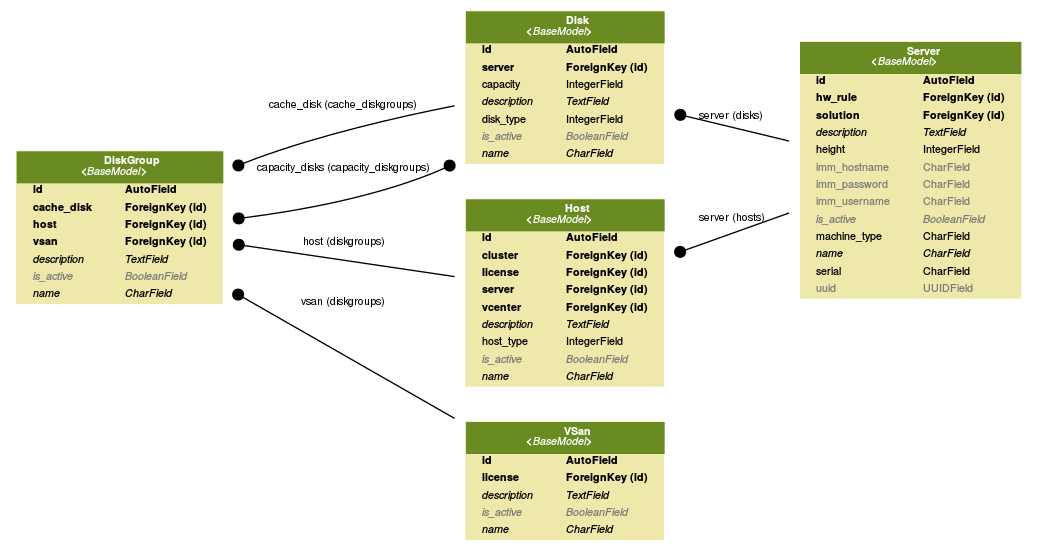 DiskGroup
<BaseModel>
id AutoField
cache_disk ForeignKey (id)
host ForeignKey (id)
vsan ForeignKey (id)
description TextField
is_active BooleanField
name CharField
cache_disk (cache_diskgroups)
capacity_disks (capacity_diskgroups)
host (diskgroups)
vsan (diskgroups)
Disk
<BaseModel>
id AutoField
server ForeignKey (id)
capacity IntegerField
description TextField
disk_type IntegerField
is_active BooleanField
name CharField
Host
<BaseModel>
id AutoField
cluster ForeignKey (id)
license ForeignKey (id)
server ForeignKey (id)
vcenter ForeignKey (id)
description TextField
host_type IntegerField
is_active BooleanField
name CharField
VSan
<BaseModel>
id AutoField
license ForeignKey (id)
description TextField
is_active BooleanField
name CharField
server (disks)
server (hosts)
Server
<BaseModel>
id AutoField
hw_rule ForeignKey (id)
solution ForeignKey (id)
description TextField
height IntegerField
imm_hostname CharField
imm_password CharField
imm_username CharField
is_active BooleanField
machine_type CharField
name CharField
serial CharField
uuid UUIDField